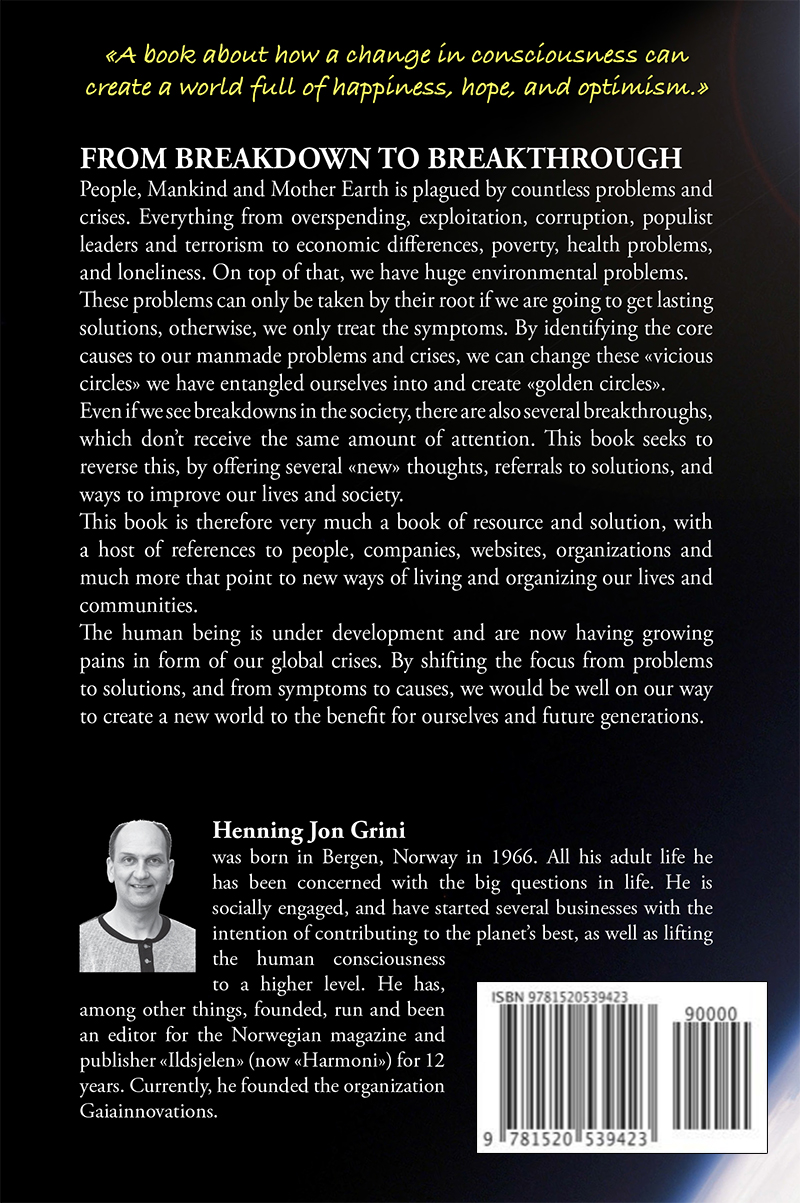 «A book about how a change in consciousness can
create a world full of happiness, hope, and optimism.»
FROM BREAKDOWN TO BREAKTHROUGH
People, Mankind and Mother Earth is plagued by countless problems and
crises. Everything from overspending, exploitation, corruption, populist
leaders and terrorism to economic differences, poverty, health problems,
and loneliness. On top of that, we have huge environmental problems.
These problems can only be taken by their root if we are going to get lasting
solutions, otherwise, we only treat the symptoms. By identifying the core
causes to our manmade problems and crises, we can change these «vicious
circles» we have entangled ourselves into and create «golden circles».
Even if we see breakdowns in the society, there are also several breakthroughs,
which don’t receive the same amount of attention. This book seeks to
reverse this, by offering several «new» thoughts, referrals to solutions, and
ways to improve our lives and society.
This book is therefore very much a book of resource and solution, with
a host of references to people, companies, websites, organizations and
much more that point to new ways of living and organizing our lives and
communities.
The human being is under development and are now having growing
pains in form of our global crises. By shifting the focus from problems
to solutions, and from symptoms to causes, we would be well on our way
to create a new world to the benefit for ourselves and future generations.
Henning Jon Grini
was born in Bergen, Norway in 1966. All his adult life he
has been concerned with the big questions in life. He is
socially engaged, and have started several businesses with the
intention of contributing to the planet’s best, as well as lifting
the human consciousness
to a higher level. He has,
among other things, founded, run and been
an editor for the Norwegian magazine and
publisher «Ildsjelen» (now «Harmoni») for 12
years. Currently, he founded the organization
Gaiainnovations.
ISBN 9781520539423
90000
9 781520 539423